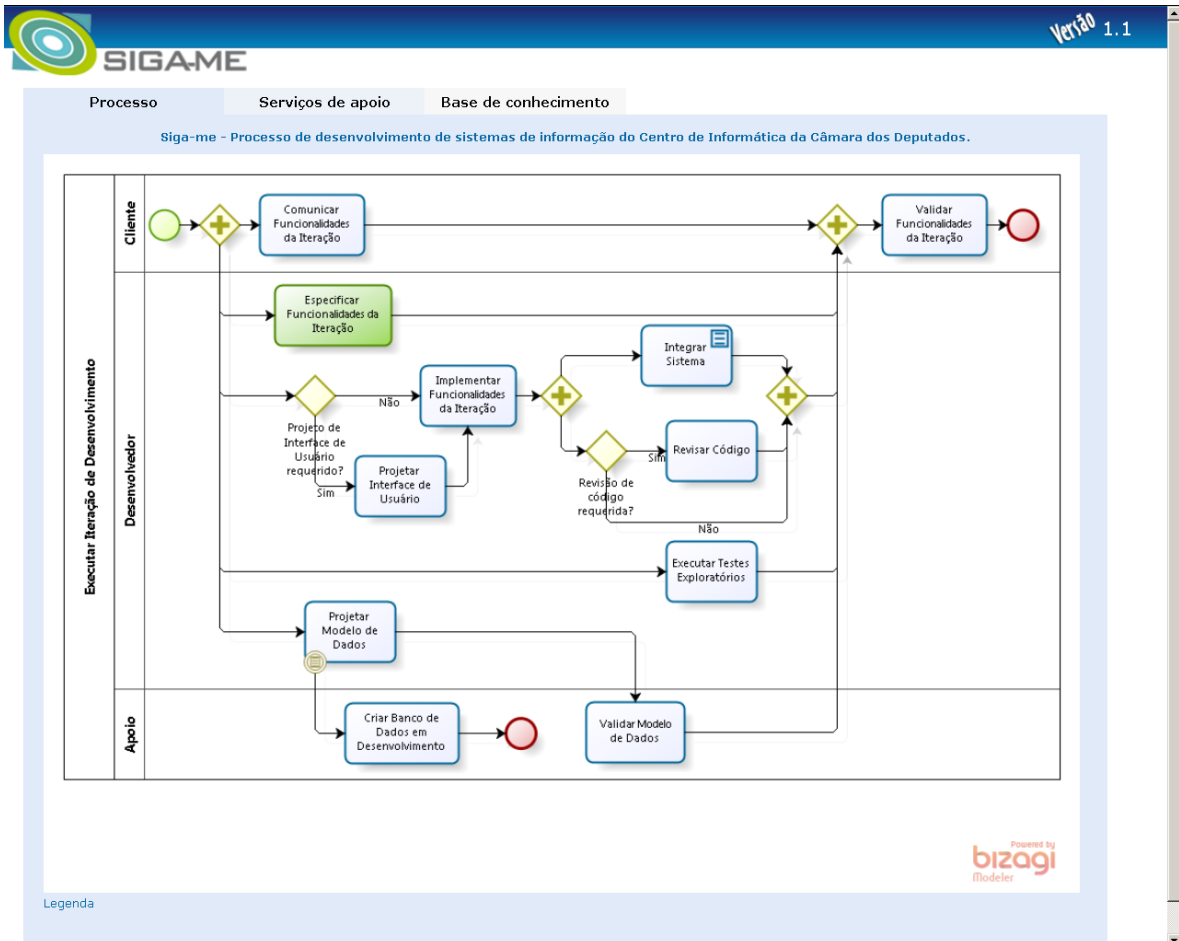 Versão 1.1
SIGA-ME
Processo
Serviços de apoio
Base de conhecimento
Siga-me - Processo de desenvolvimento de sistemas de informação do Centro de Informática da Câmara dos Deputados.
Executar Iteração de Desenvolvimento
Cliente
Comunicar
Funcionalidades
da Iteração
Validar
Funcionalidades
da Iteração
Desenvolvedor
Especificar
Funcionalidades da
Iteração
Projeto de
Interface de
Usuário
requerido?
Não
Sim
Implementar
Funcionalidades
da Iteração
Projetar
Interface de
Usuário
Integrar
Sistema
Revisão de
código
requerida?
Sim
Não
Revisar Código
Executar Testes
Exploratórios
Projetar
Modelo de
Dados
Apoio
Criar Banco de
Dados em
Desenvolvimento
Validar Modelo
de Dados
Powered by
bizagi
Modeler
Legenda